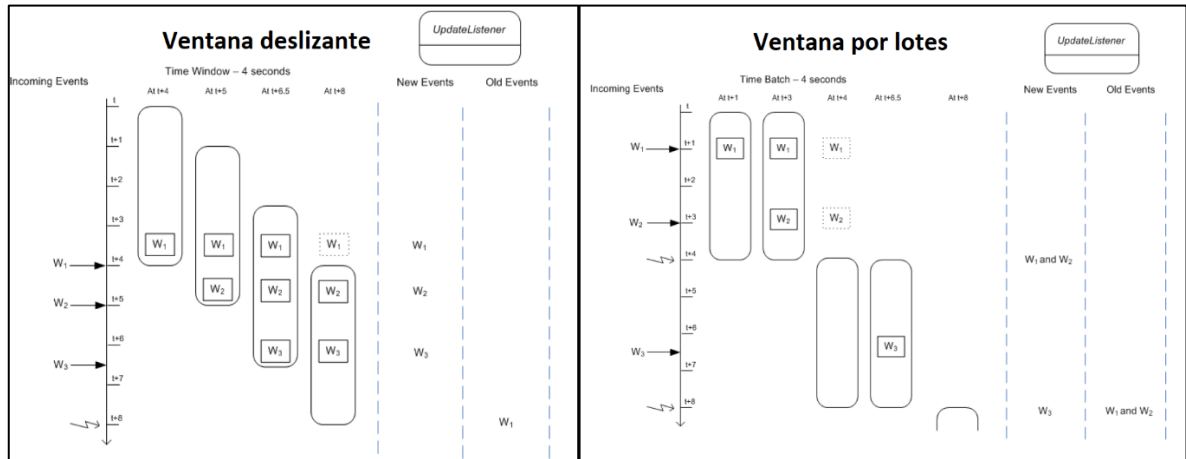 Ventana deslizante
UpdateListener
Time Window – 4 seconds
Incoming Events
New Events
Old Events
At t+4
At t+5
At t+6.5
At t+8
t
t+1
t+2
t+3
W1
W1
W1
W1
W1
W1
t+4
W2
W2
W2
W2
W2
t+5
t+6
W3
W3
W3
W3
t+7
t+8
W1
Ventana por lotes
UpdateListener
Time Batch – 4 seconds
Incoming Events
New Events
Old Events
At t+1
At t+3
At t+4
At t+6.5
At t+8
t
W1
t+1
W1
W1
W1
t+2
W2
t+3
W2
W2
t+4
W1 and W2
t+5
t+6
W3
W3
t+7
t+8
W3
W1 and W2